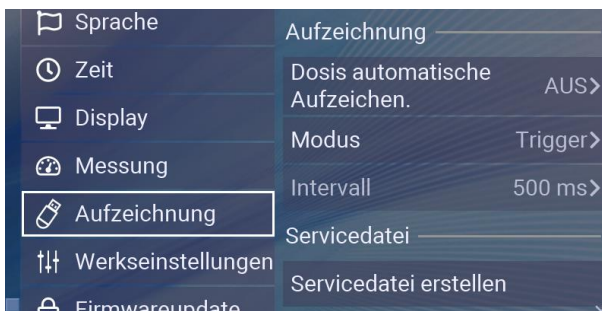 Sprache
Zeit
Display
Messung
Aufzeichnung
Werkseinstellungen
Firmwareupdate
Aufzeichnung
Dosis automatische
Aufzeichen.
AUS
Modus
Trigger
Intervall
500 ms
Servicedatei
Servicedatei erstellen